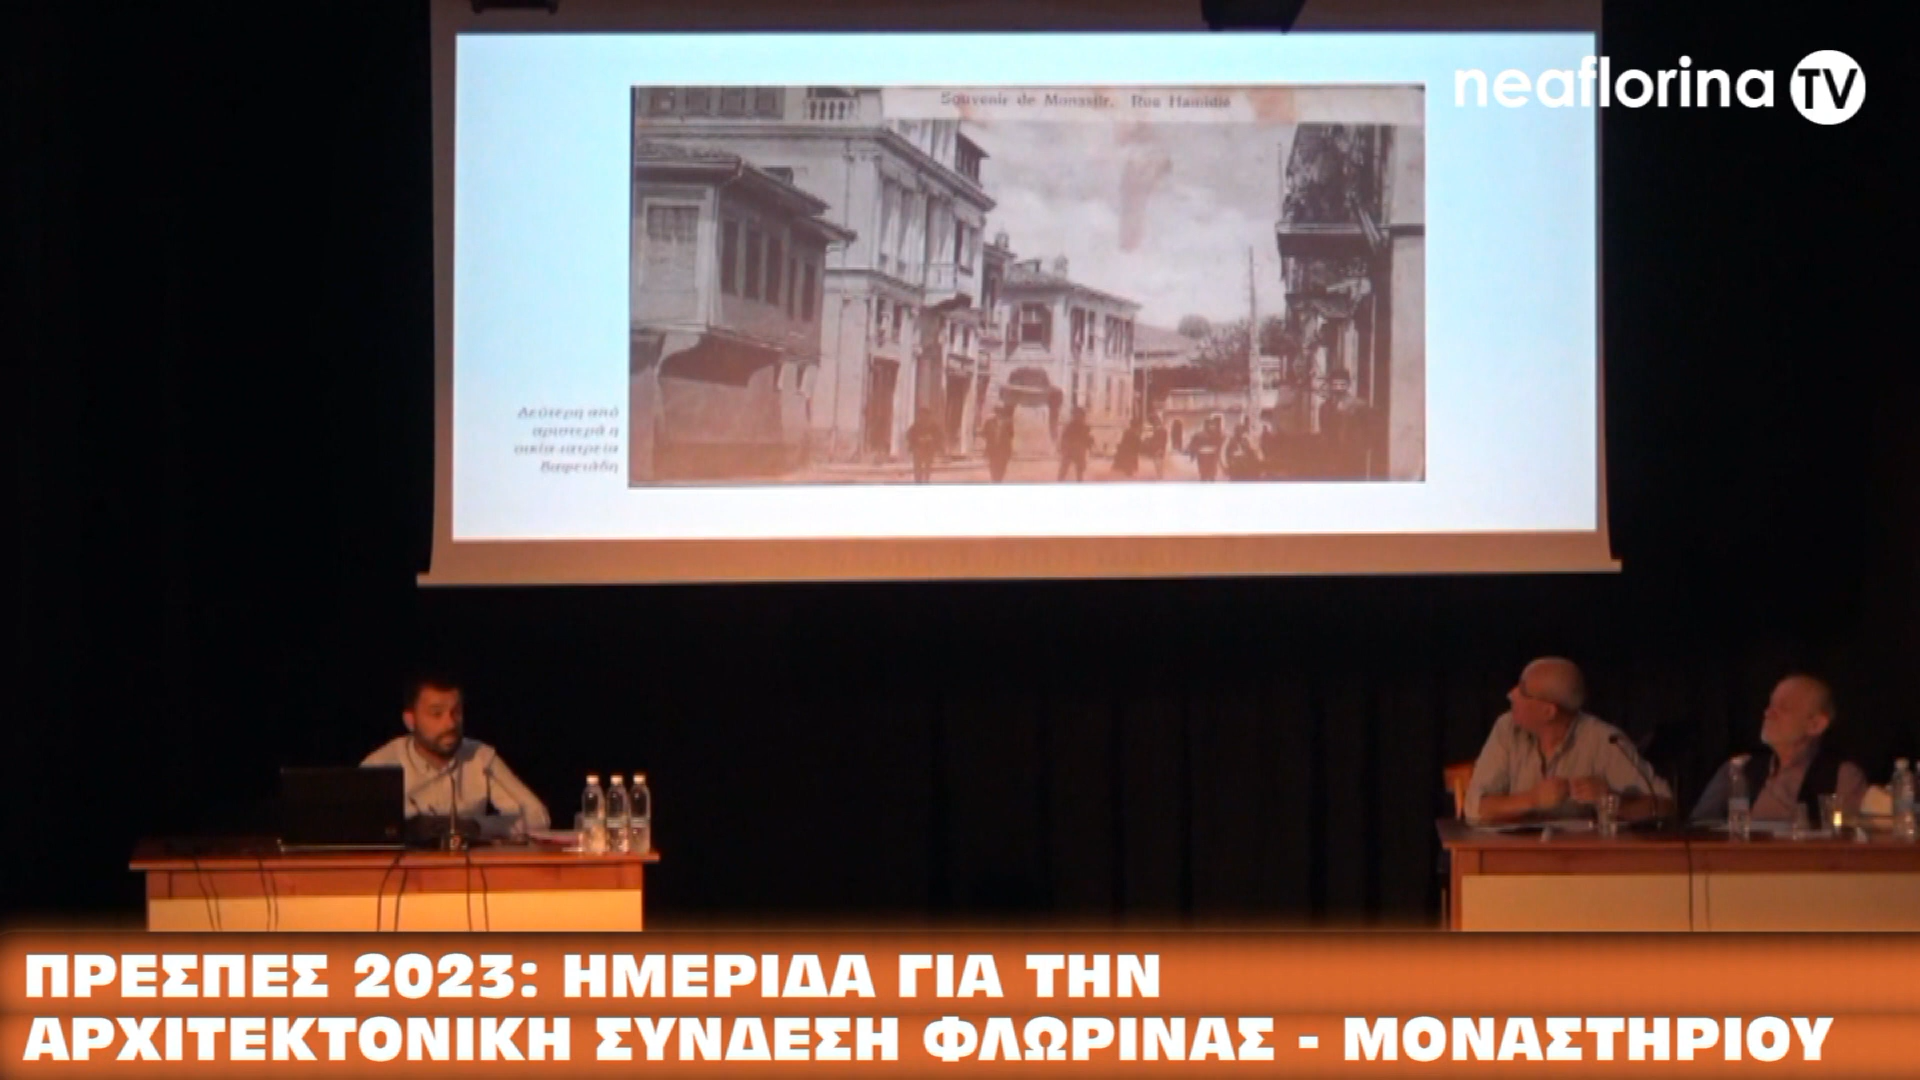 neaflorina TV
Souvenir de Monastir. Rue Hamidié
Δεύτερη από
αριστερά η
οικία-ιατρείο
Βαφειάδη
ΠΡΕΣΠΕΣ 2023: ΗΜΕΡΙΔΑ ΓΙΑ ΤΗΝ
ΑΡΧΙΤΕΚΤΟΝΙΚΗ ΣΥΝΔΕΣΗ ΦΛΩΡΙΝΑΣ - ΜΟΝΑΣΤΗΡΙΟΥ